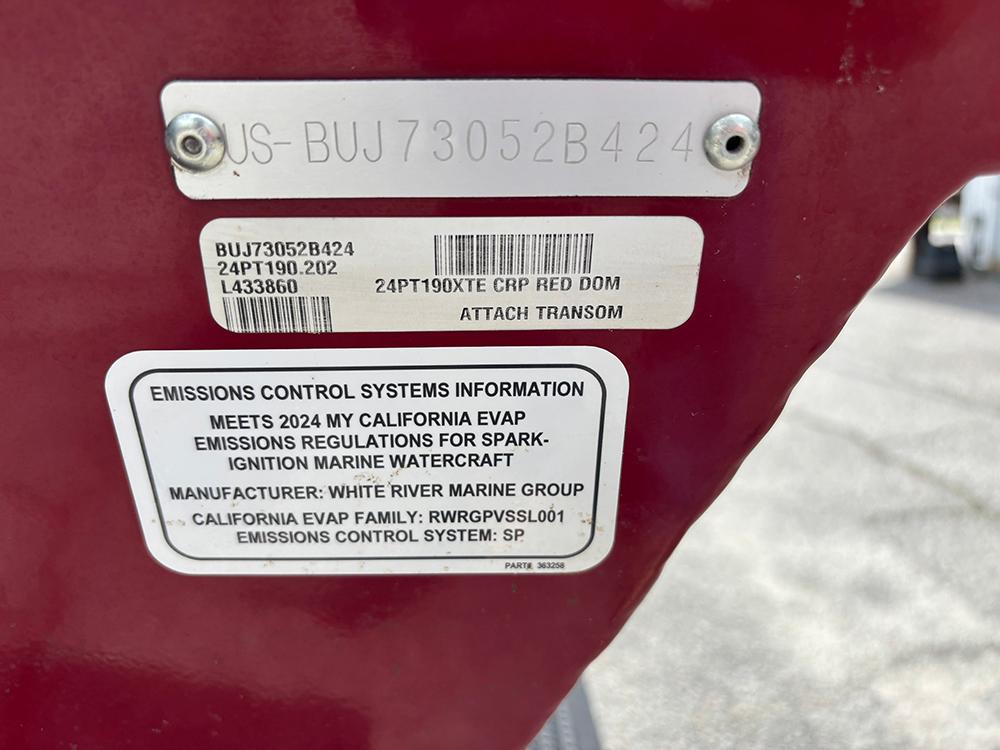 US-BUJ73052B424
BUJ73052B424
24PT190.202
L433860
24PT190XTE CRP RED DOM
ATTACH TRANSOM
EMISSIONS CONTROL SYSTEMS INFORMATION
MEETS 2024 MY CALIFORNIA EVAP
EMISSIONS REGULATIONS FOR SPARK-
IGNITION MARINE WATERCRAFT
MANUFACTURER: WHITE RIVER MARINE GROUP
CALIFORNIA EVAP FAMILY: RWRGPVSSL001
EMISSIONS CONTROL SYSTEM: SP
PART# 363258